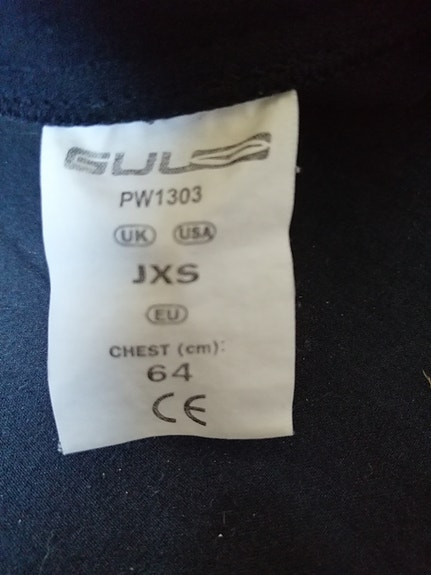 GUL
PW1303
UK USA
JXS
EU
CHEST (cm):
64
CE